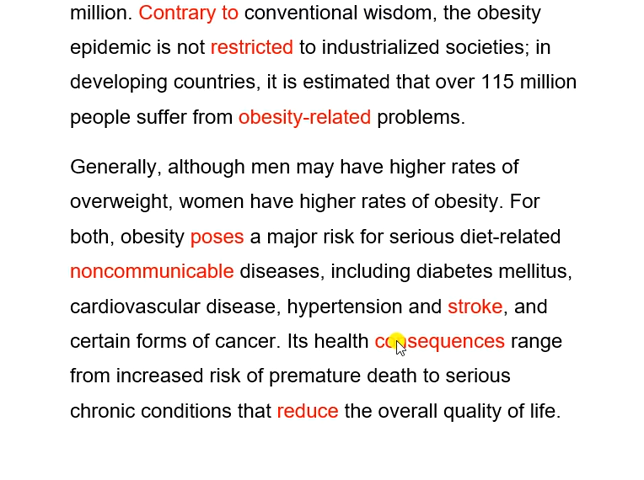 million. Contrary to conventional wisdom, the obesity
epidemic is not restricted to industrialized societies; in
developing countries, it is estimated that over 115 million
people suffer from obesity-related problems.
Generally, although men may have higher rates of
overweight, women have higher rates of obesity. For
both, obesity poses a major risk for serious diet-related
noncommunicable diseases, including diabetes mellitus,
cardiovascular disease, hypertension and stroke, and
certain forms of cancer. Its health consequences range
from increased risk of premature death to serious
chronic conditions that reduce the overall quality of life.